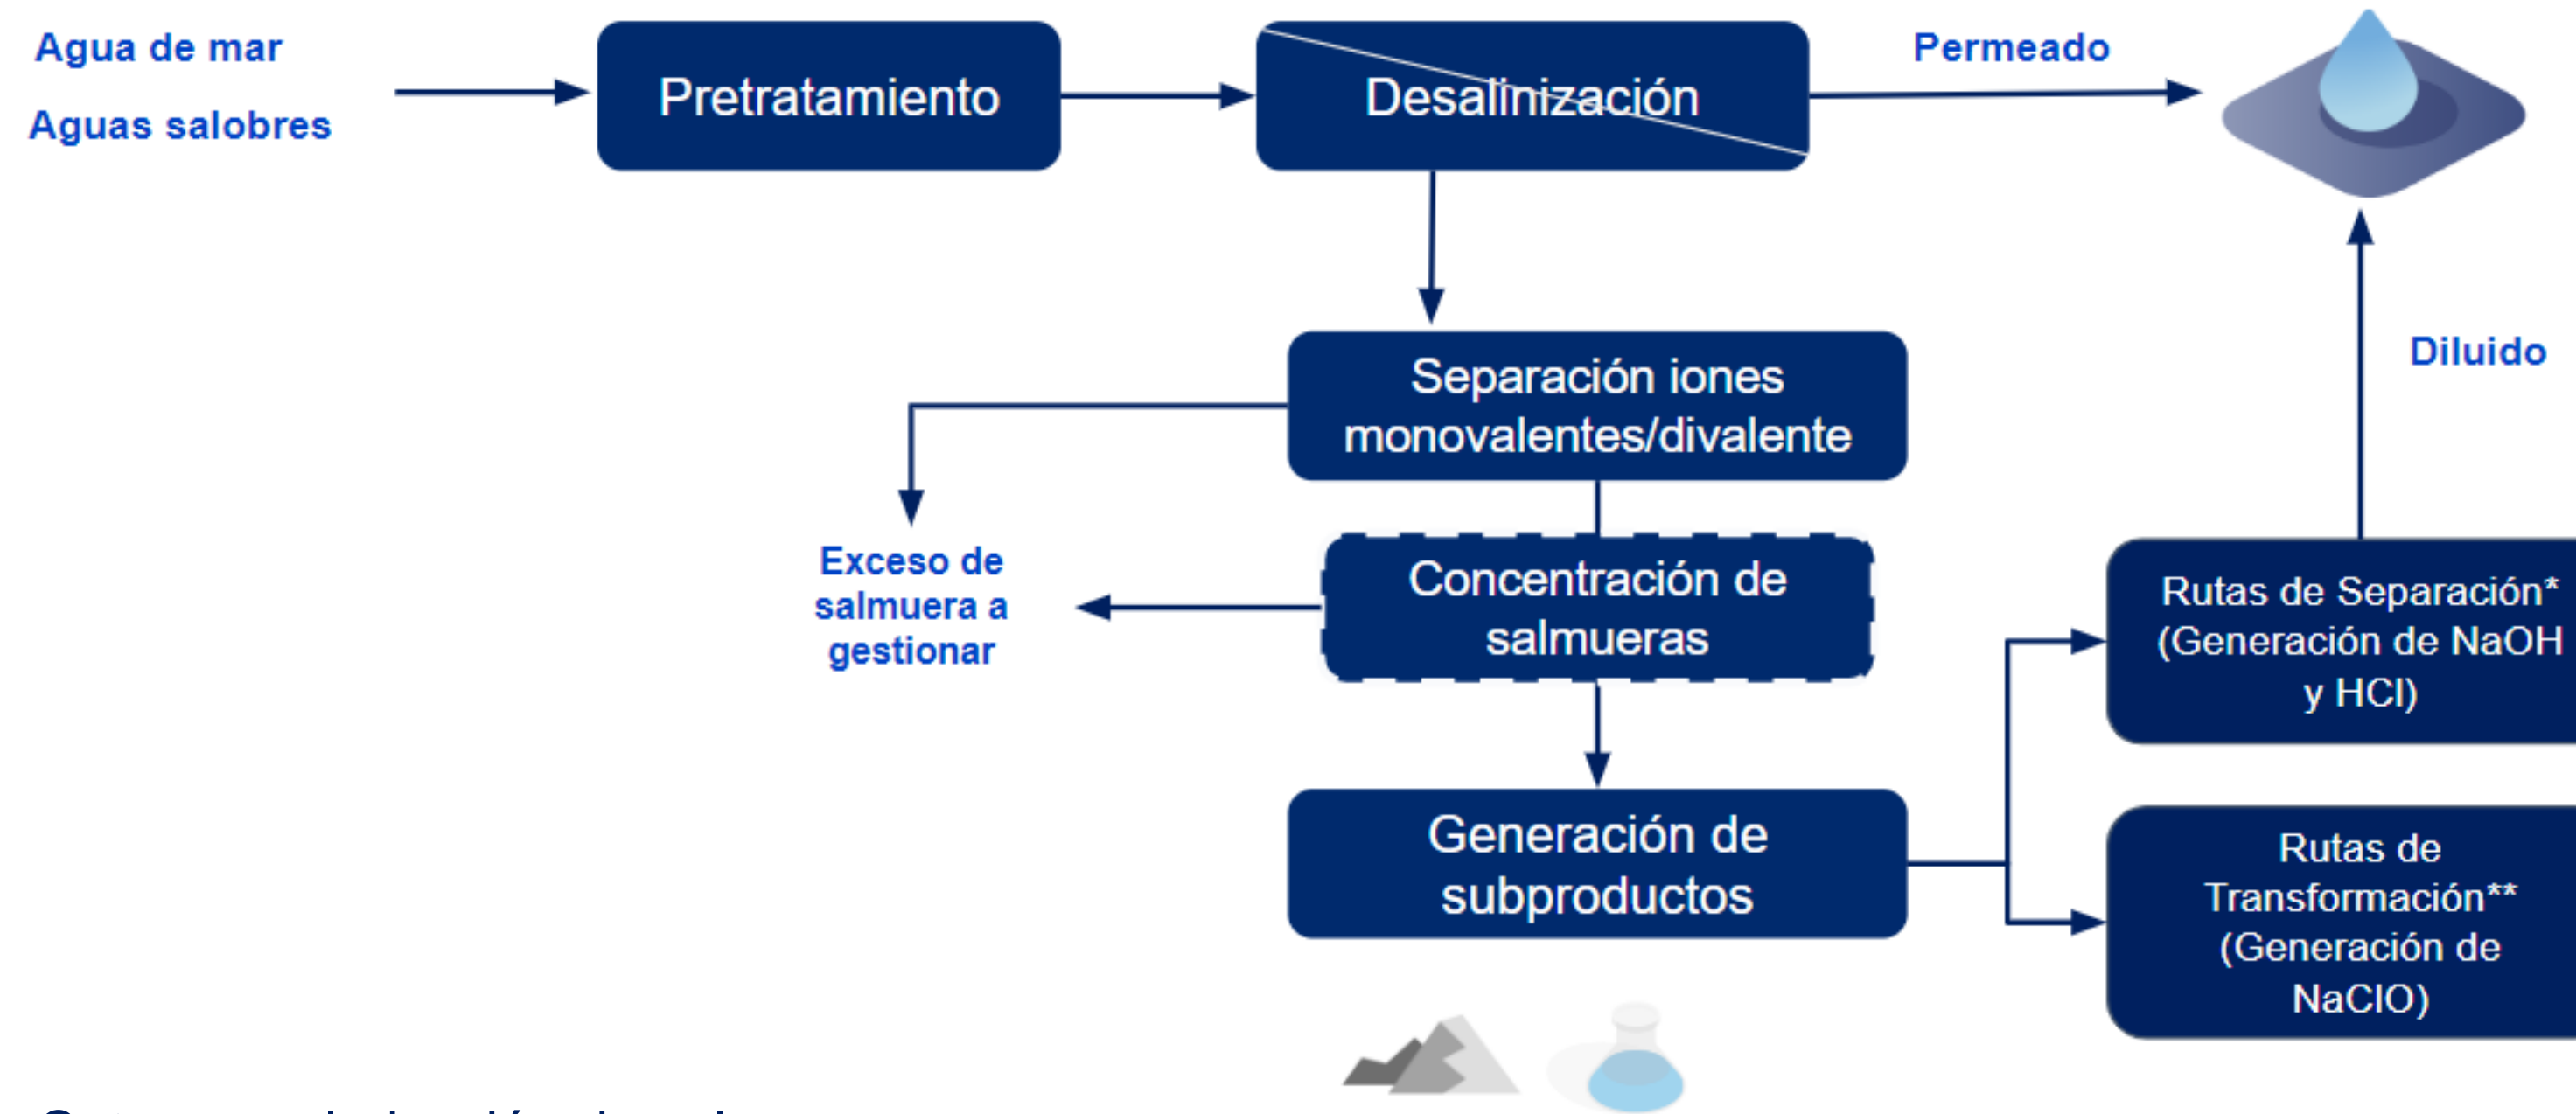 Agua de mar
Aguas salobres
Pretratamiento
Desalinización
Permeado
Separación iones
monovalentes/divalente
Diluido
Exceso de
salmuera a
gestionar
Concentración de
salmueras
Rutas de Separación*
(Generación de NaOH
y HCl)
Generación de
subproductos
Rutas de
Transformación**
(Generación de
NaClO)